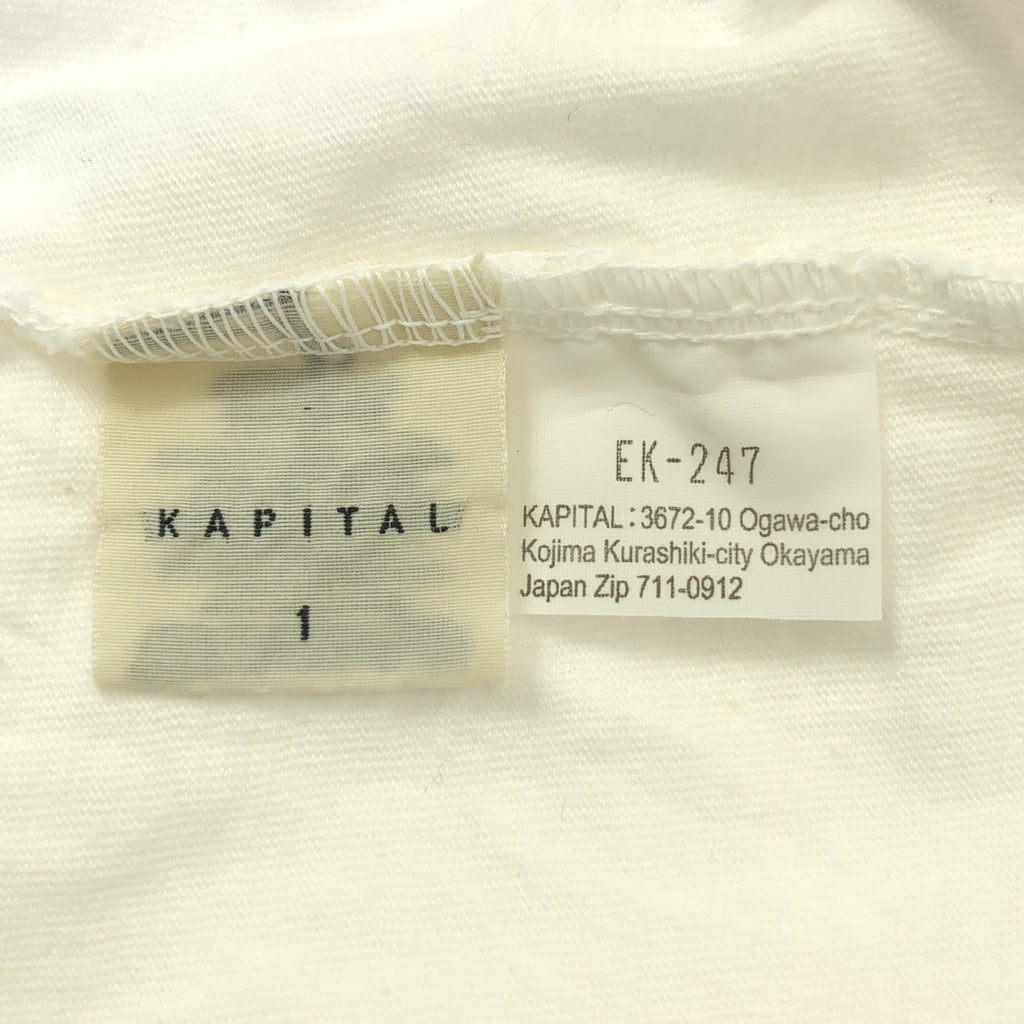 KAPITAL
1
EK-247
KAPITAL:3672-10 Ogawa-cho
Kojima Kurashiki-city Okayama
Japan Zip 711-0912